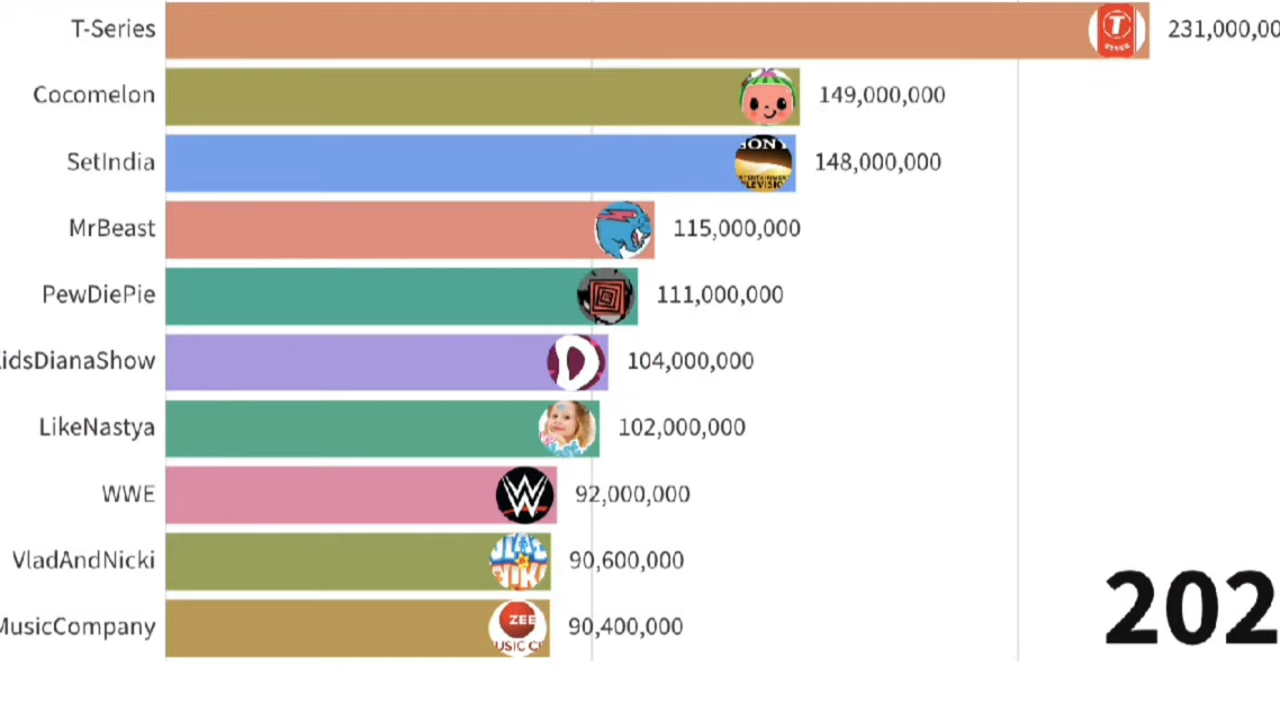 T-Series 231,000,00
Cocomelon 149,000,000
SetIndia 148,000,000
MrBeast 115,000,000
PewDiePie 111,000,000
idsDianaShow 104,000,000
LikeNastya 102,000,000
WWE 92,000,000
VladAndNicki 90,600,000
ZEE
MusicCompany 90,400,000
202